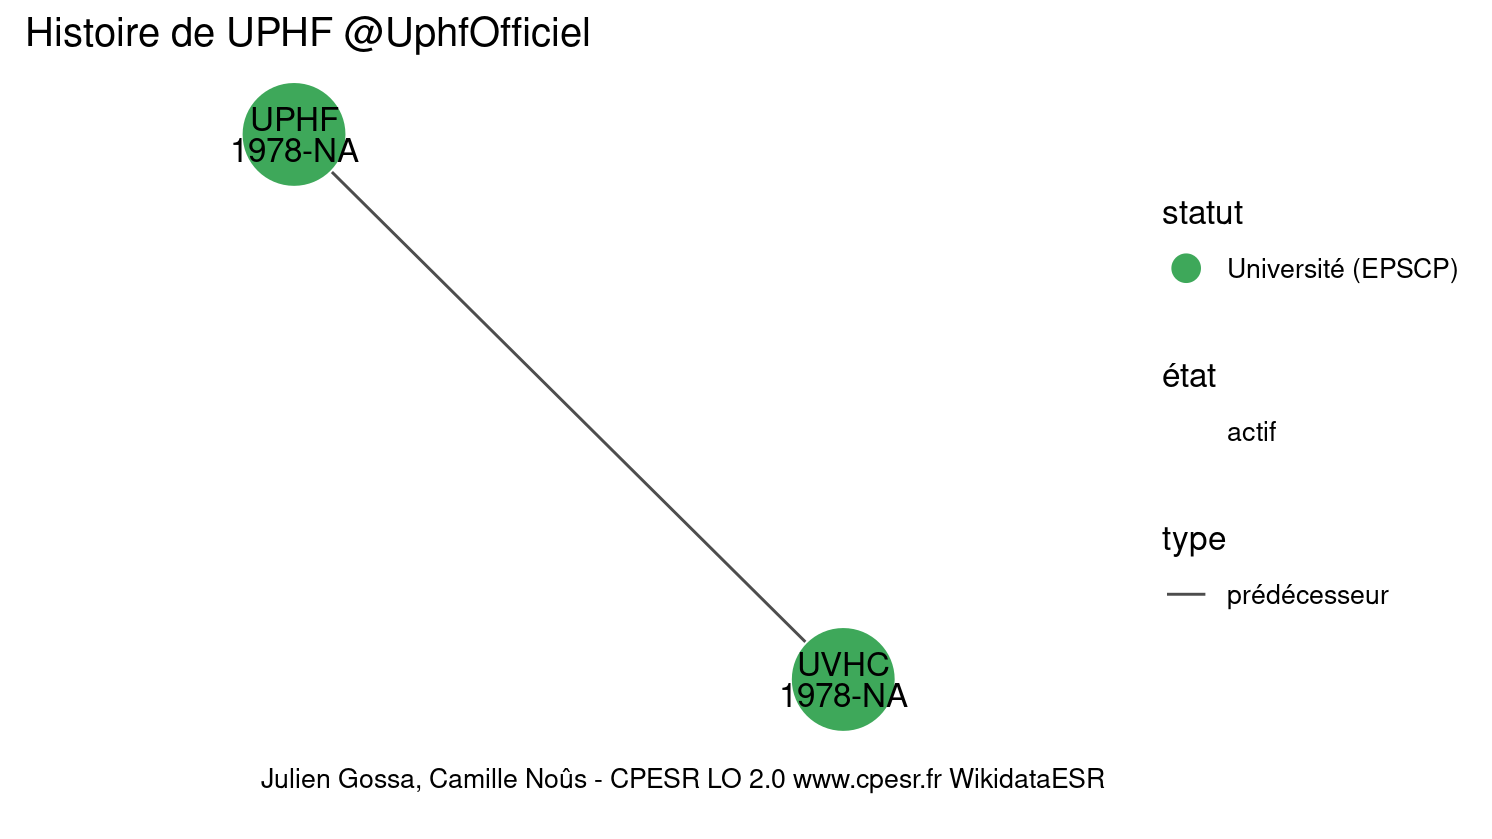 Histoire de UPHF @UphfOfficiel
UPHF
1978-NA
statut
Université (EPSCP)
état
actif
type
prédécesseur
UVHC
1978-NA
Julien Gossa, Camille Noûs - CPESR LO 2.0 www.cpesr.fr WikidataESR